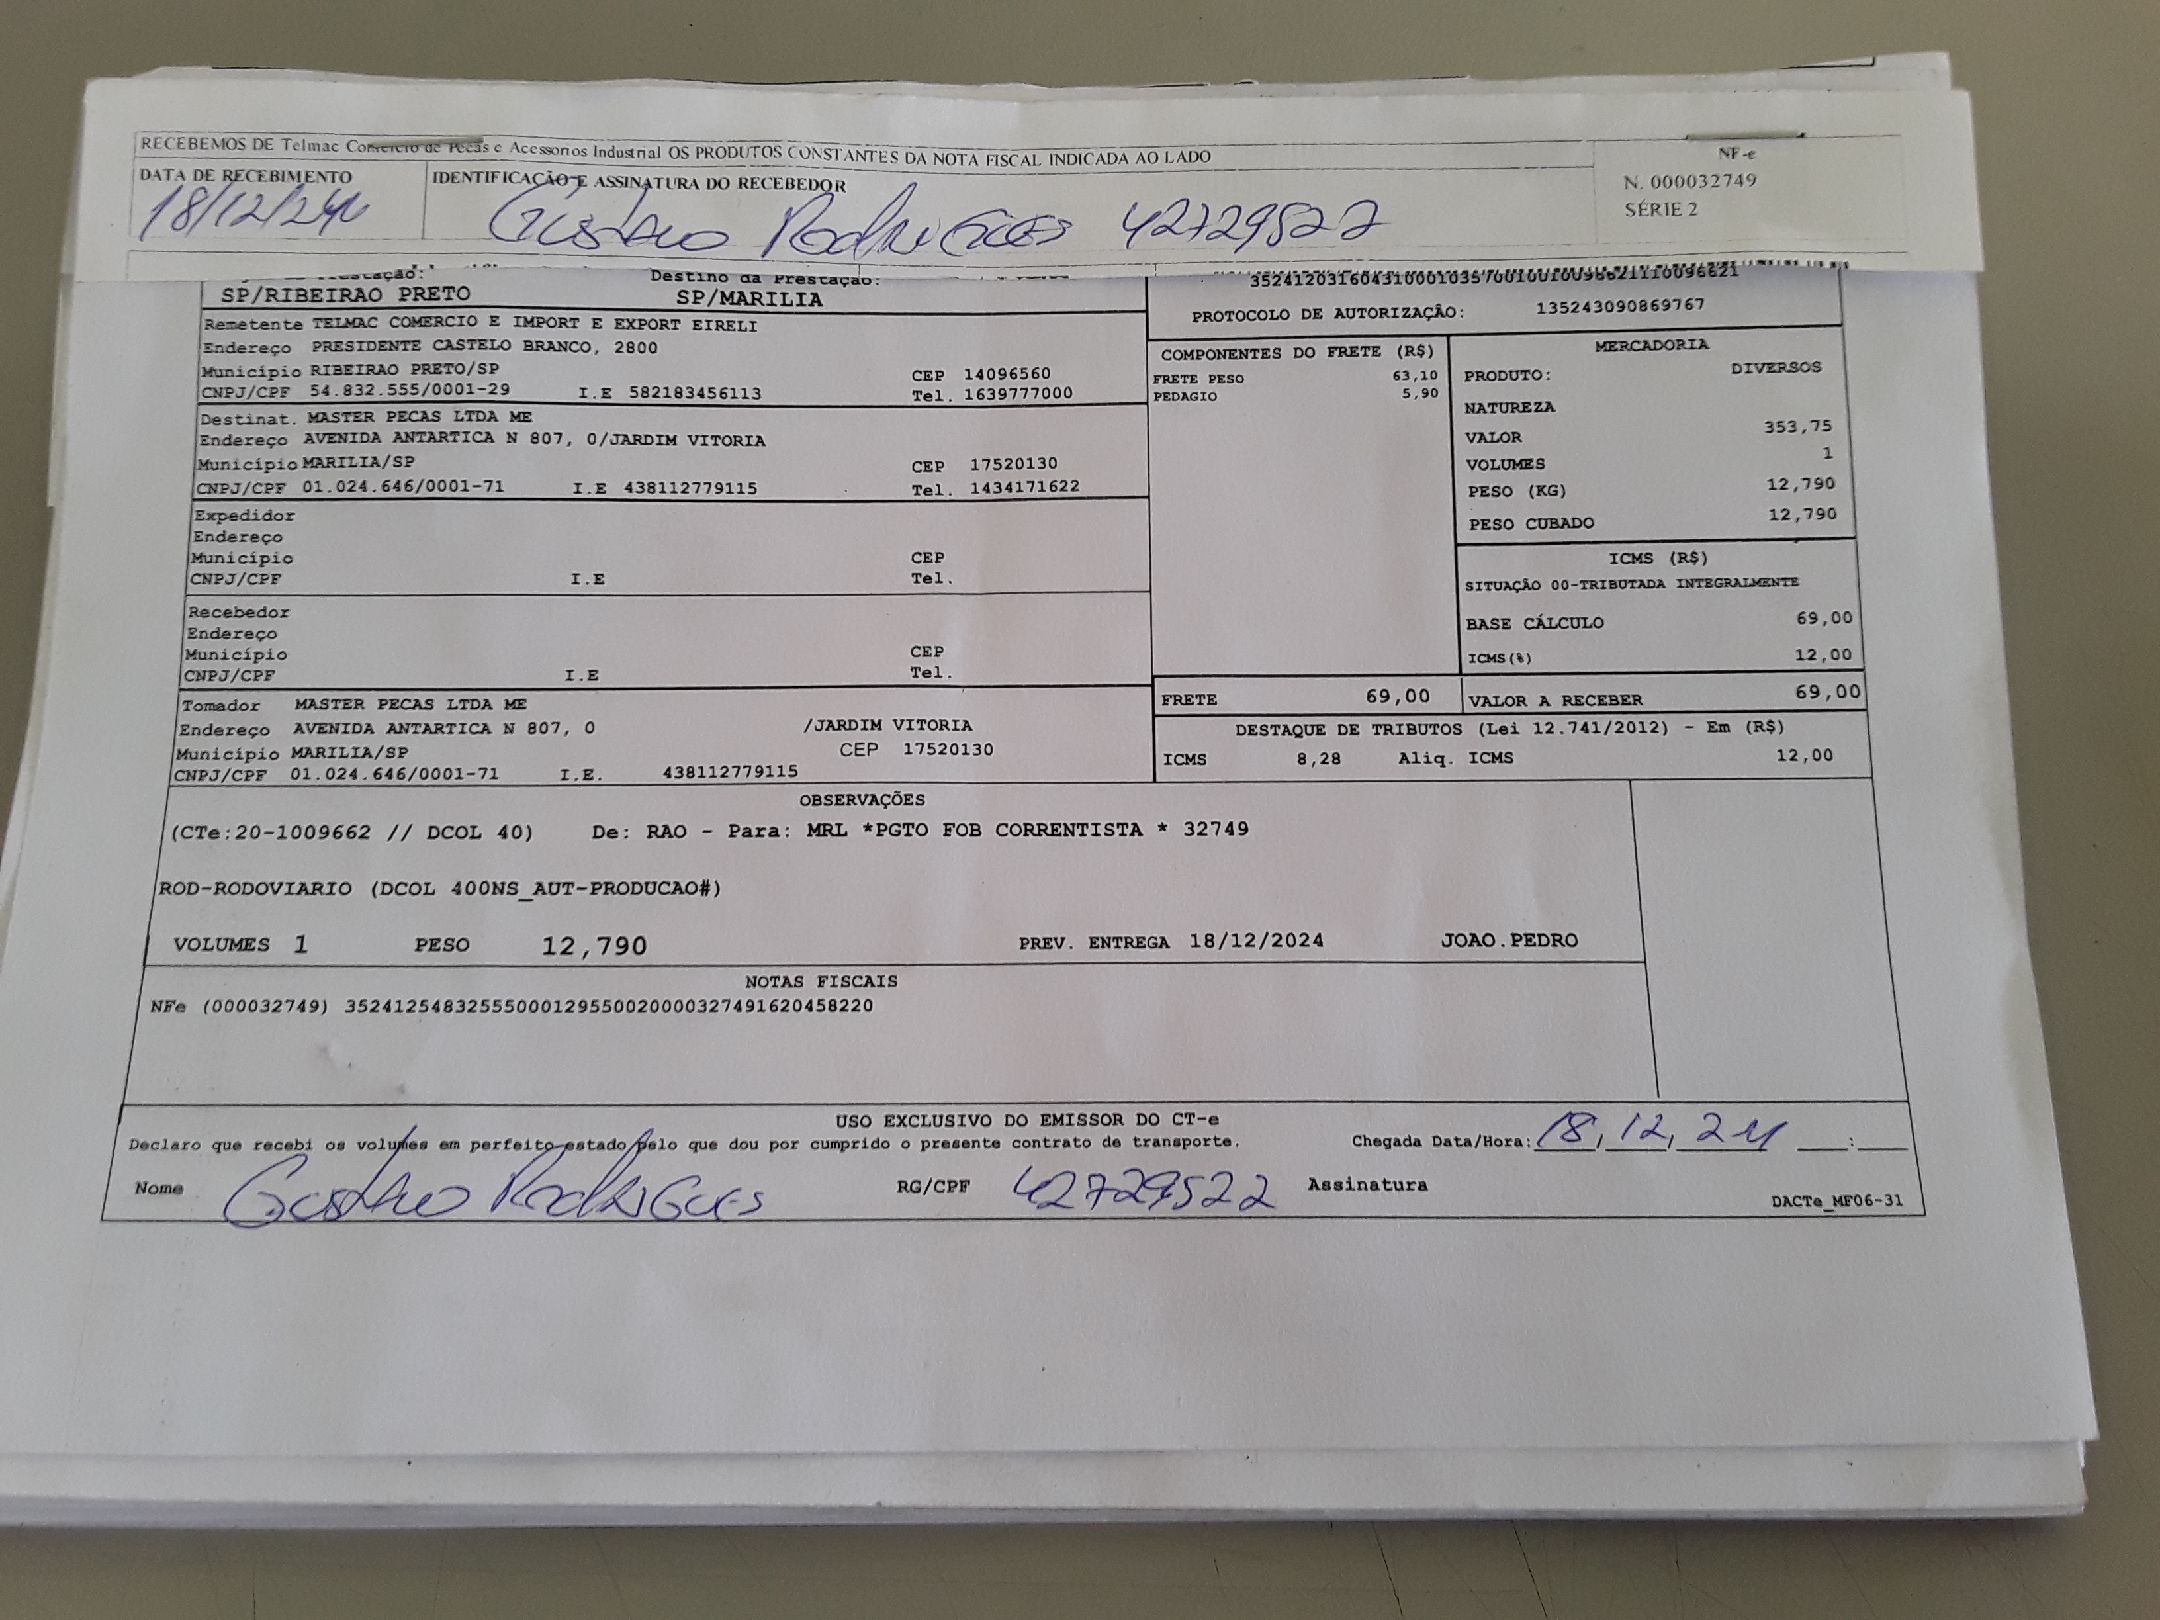 RECEBEMOS DE Telmac Comercio de Pecas e Acessorios Industrial OS PRODUTOS CONSTANTES DA NOTA FISCAL INDICADA AO LADO
NF-e
N. 000032749
SÉRIE 2
DATA DE RECEBIMENTO
18/12/24
IDENTIFICAÇÃO E ASSINATURA DO RECEBEDOR
Gustavo Rodrigues 42729522
Destino da Prestação:
SP/RIBEIRAO PRETO SP/MARILIA
PROTOCOLO DE AUTORIZAÇÃO: 135243090869767
Remetente TELMAC COMERCIO E IMPORT E EXPORT EIRELI
Endereço PRESIDENTE CASTELO BRANCO, 2800
Município RIBEIRAO PRETO/SP CEP 14096560
CNPJ/CPF 54.832.555/0001-29 I.E 582183456113 Tel. 1639777000
Destinat. MASTER PECAS LTDA ME
Endereço AVENIDA ANTARTICA N 807, 0/JARDIM VITORIA
Município MARILIA/SP CEP 17520130
CNPJ/CPF 01.024.646/0001-71 I.E 438112779115 Tel. 1434171622
Expedidor
Endereço
Município CEP
CNPJ/CPF I.E Tel.
Recebedor
Endereço
Município CEP
CNPJ/CPF I.E Tel.
Tomador MASTER PECAS LTDA ME
Endereço AVENIDA ANTARTICA N 807, 0 /JARDIM VITORIA
Município MARILIA/SP CEP 17520130
CNPJ/CPF 01.024.646/0001-71 I.E. 438112779115
COMPONENTES DO FRETE (R$)
FRETE PESO 63,10
PEDAGIO 5,90
MERCADORIA
PRODUTO: DIVERSOS
NATUREZA
VALOR 353,75
VOLUMES 1
PESO (KG) 12,790
PESO CUBADO 12,790
ICMS (R$)
SITUAÇÃO 00-TRIBUTADA INTEGRALMENTE
BASE CÁLCULO 69,00
ICMS(%) 12,00
FRETE 69,00 VALOR A RECEBER 69,00
DESTAQUE DE TRIBUTOS (Lei 12.741/2012) - Em (R$)
ICMS 8,28 Aliq. ICMS 12,00
OBSERVAÇÕES
(CTe:20-1009662 // DCOL 40) De: RAO - Para: MRL *PGTO FOB CORRENTISTA * 32749
ROD-RODOVIARIO (DCOL 400NS_AUT-PRODUCAO#)
VOLUMES 1 PESO 12,790 PREV. ENTREGA 18/12/2024 JOAO.PEDRO
NOTAS FISCAIS
NFe (000032749) 35241254832555000129550020000327491620458220
USO EXCLUSIVO DO EMISSOR DO CT-e
Declaro que recebi os volumes em perfeito estado pelo que dou por cumprido o presente contrato de transporte. Chegada Data/Hora: 18, 12, 24 __:__
Nome Gustavo Rodrigues RG/CPF 42729522 Assinatura
DACTe_MF06-31